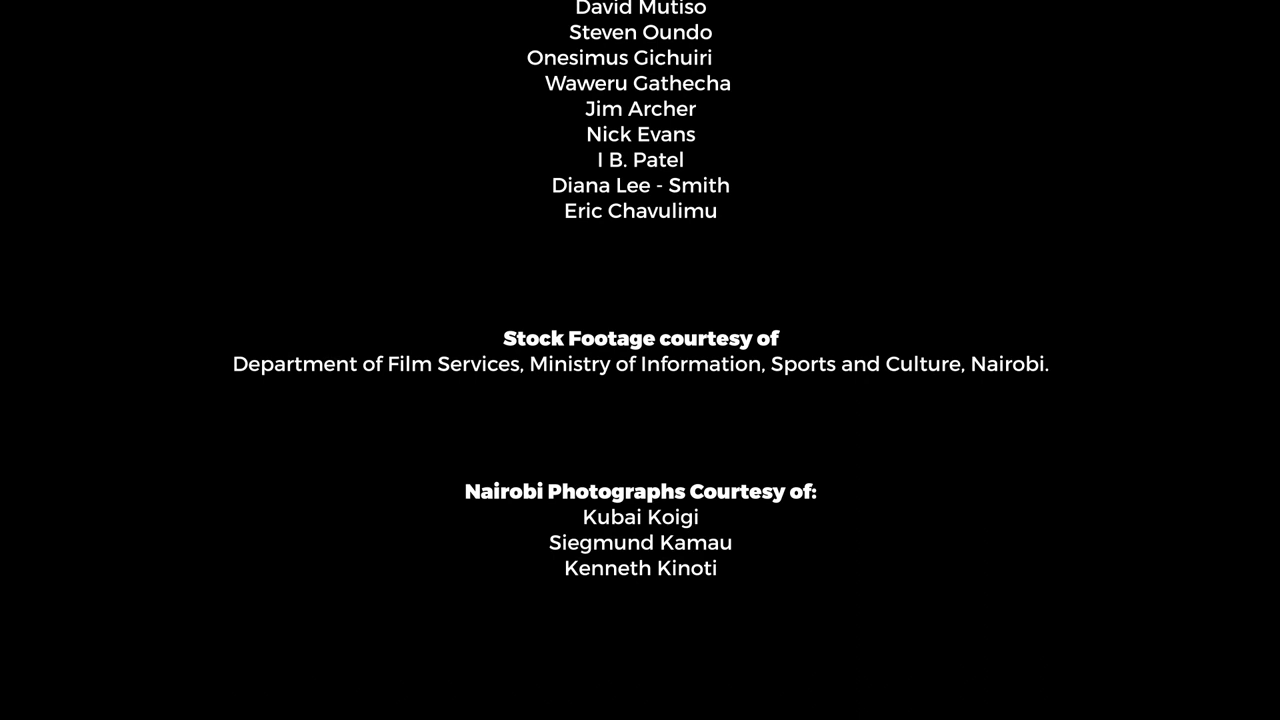 David Mutiso
Steven Oundo
Onesimus Gichuiri
Waweru Gathecha
Jim Archer
Nick Evans
I B. Patel
Diana Lee - Smith
Eric Chavulimu
Stock Footage courtesy of
Department of Film Services, Ministry of Information, Sports and Culture, Nairobi.
Nairobi Photographs Courtesy of:
Kubai Koigi
Siegmund Kamau
Kenneth Kinoti